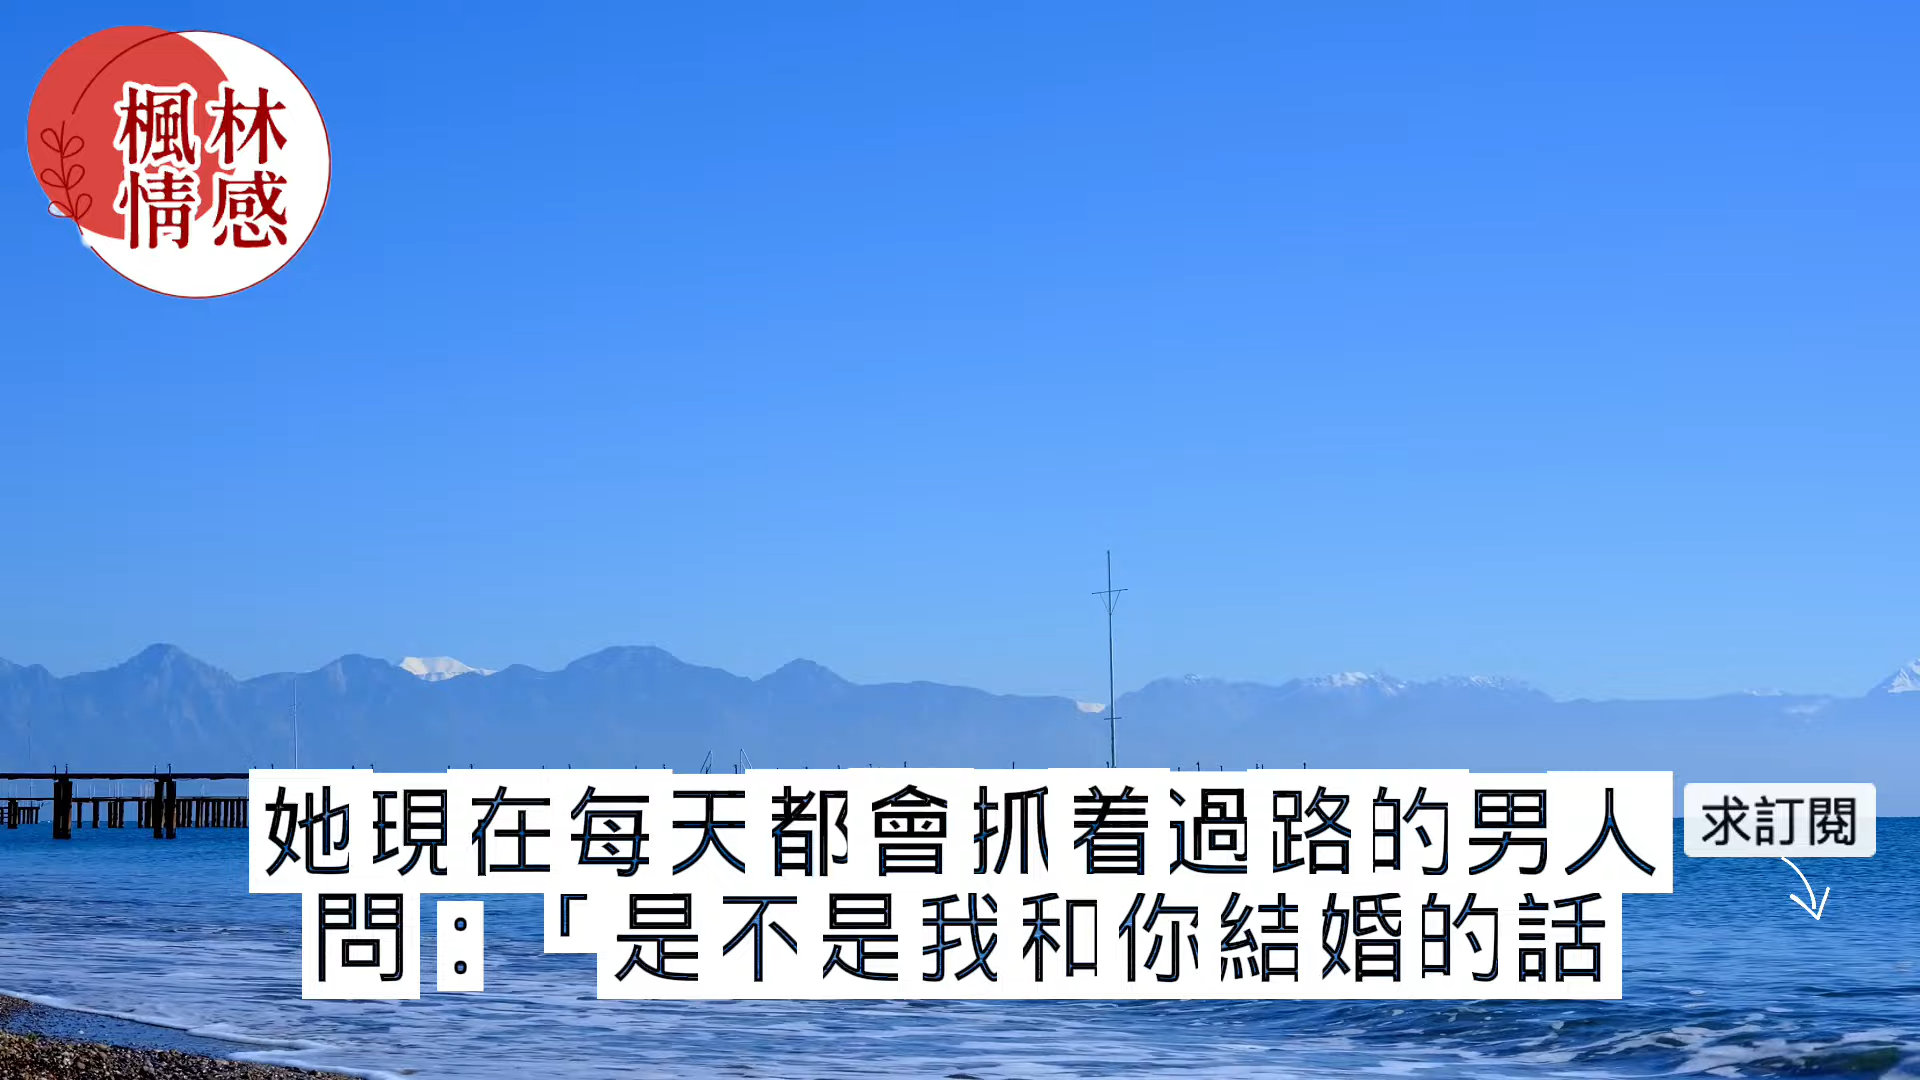 楓林
情感
她現在每天都會抓着過路的男人
問：「是不是我和你結婚的話
求訂閱